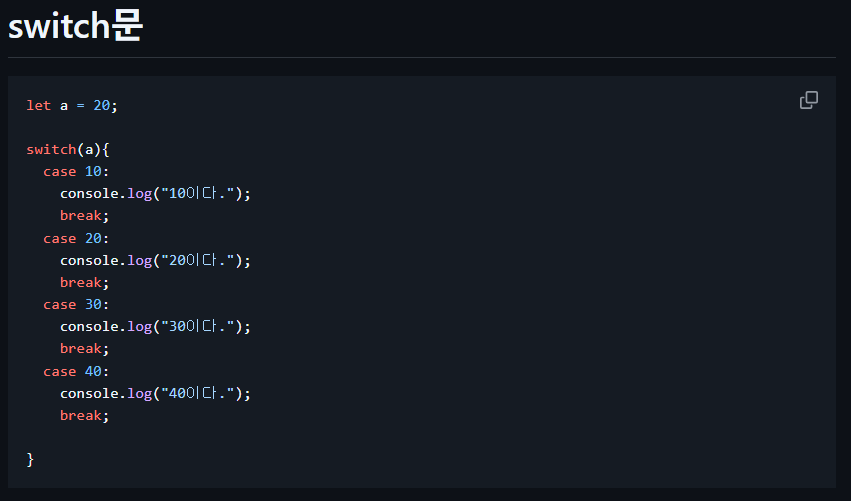 switch문
let a = 20;
switch(a){
case 10:
console.log("10이다.");
break;
case 20:
console.log("20이다.");
break;
case 30:
console.log("30이다.");
break;
case 40:
console.log("40이다.");
break;
}